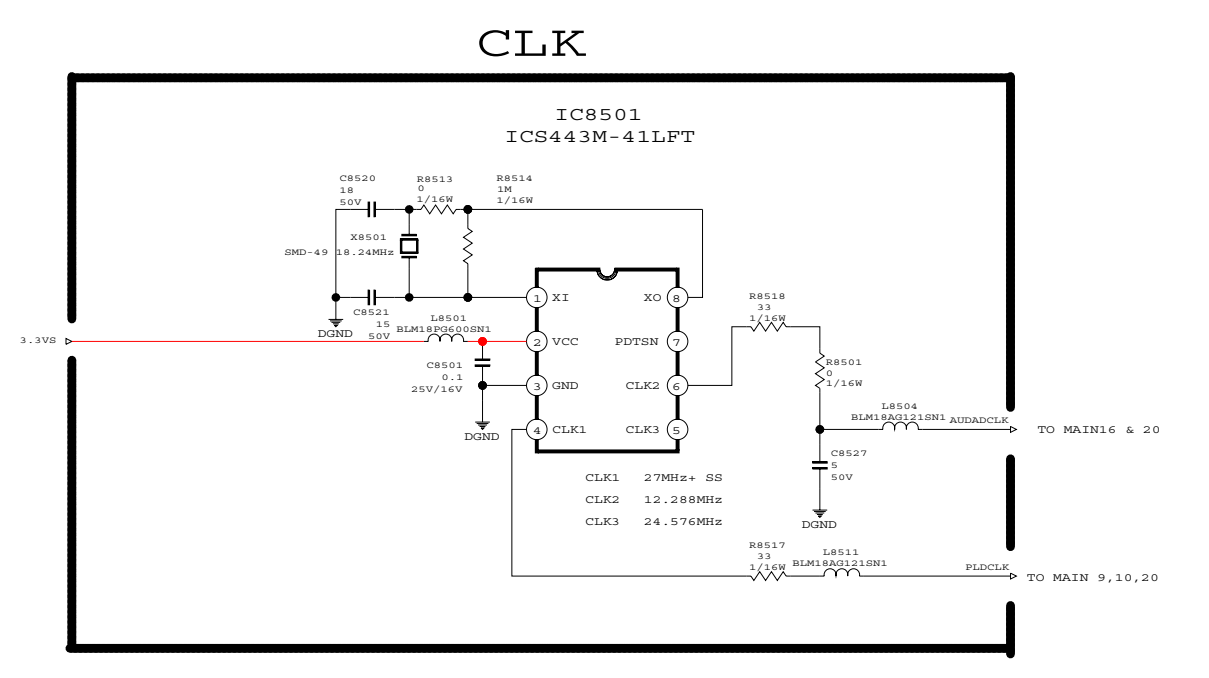 CLK
IC8501
ICS443M-41LFT
C8520
18
50V
R8513
0
1/16W
R8514
1M
1/16W
X8501
SMD-49 18.24MHz
C8521
15
50V
DGND
L8501
BLM18PG600SN1
3.3VS
C8501
0.1
25V/16V
DGND
1 XI
2 VCC
3 GND
4 CLK1
XO 8
PDTSN 7
CLK2 6
CLK3 5
R8518
33
1/16W
R8501
0
1/16W
L8504
BLM18AG121SN1
AUDADCLK
TO MAIN16 & 20
C8527
5
50V
DGND
CLK1 27MHz+ SS
CLK2 12.288MHz
CLK3 24.576MHz
R8517
33
1/16W
L8511
BLM18AG121SN1
PLDCLK
TO MAIN 9,10,20